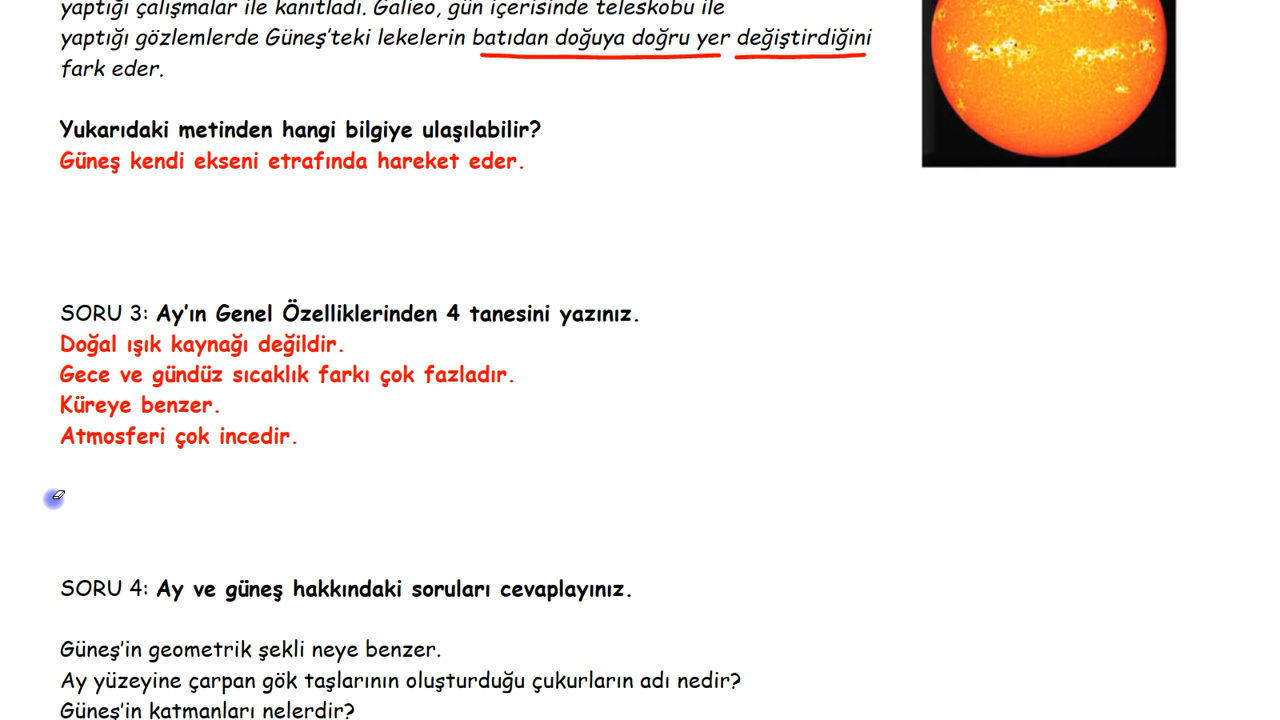 yaptığı çalışmalar ile kanıtladı. Galieo, gün içerisinde teleskobu ile
yaptığı gözlemlerde Güneş'teki lekelerin batıdan doğuya doğru yer değiştirdiğini
fark eder.
Yukarıdaki metinden hangi bilgiye ulaşılabilir?
Güneş kendi ekseni etrafında hareket eder.
SORU 3: Ay'ın Genel Özelliklerinden 4 tanesini yazınız.
Doğal ışık kaynağı değildir.
Gece ve gündüz sıcaklık farkı çok fazladır.
Küreye benzer.
Atmosferi çok incedir.
SORU 4: Ay ve güneş hakkındaki soruları cevaplayınız.
Güneş'in geometrik şekli neye benzer.
Ay yüzeyine çarpan gök taşlarının oluşturduğu çukurların adı nedir?
Güneş'in katmanları nelerdir?